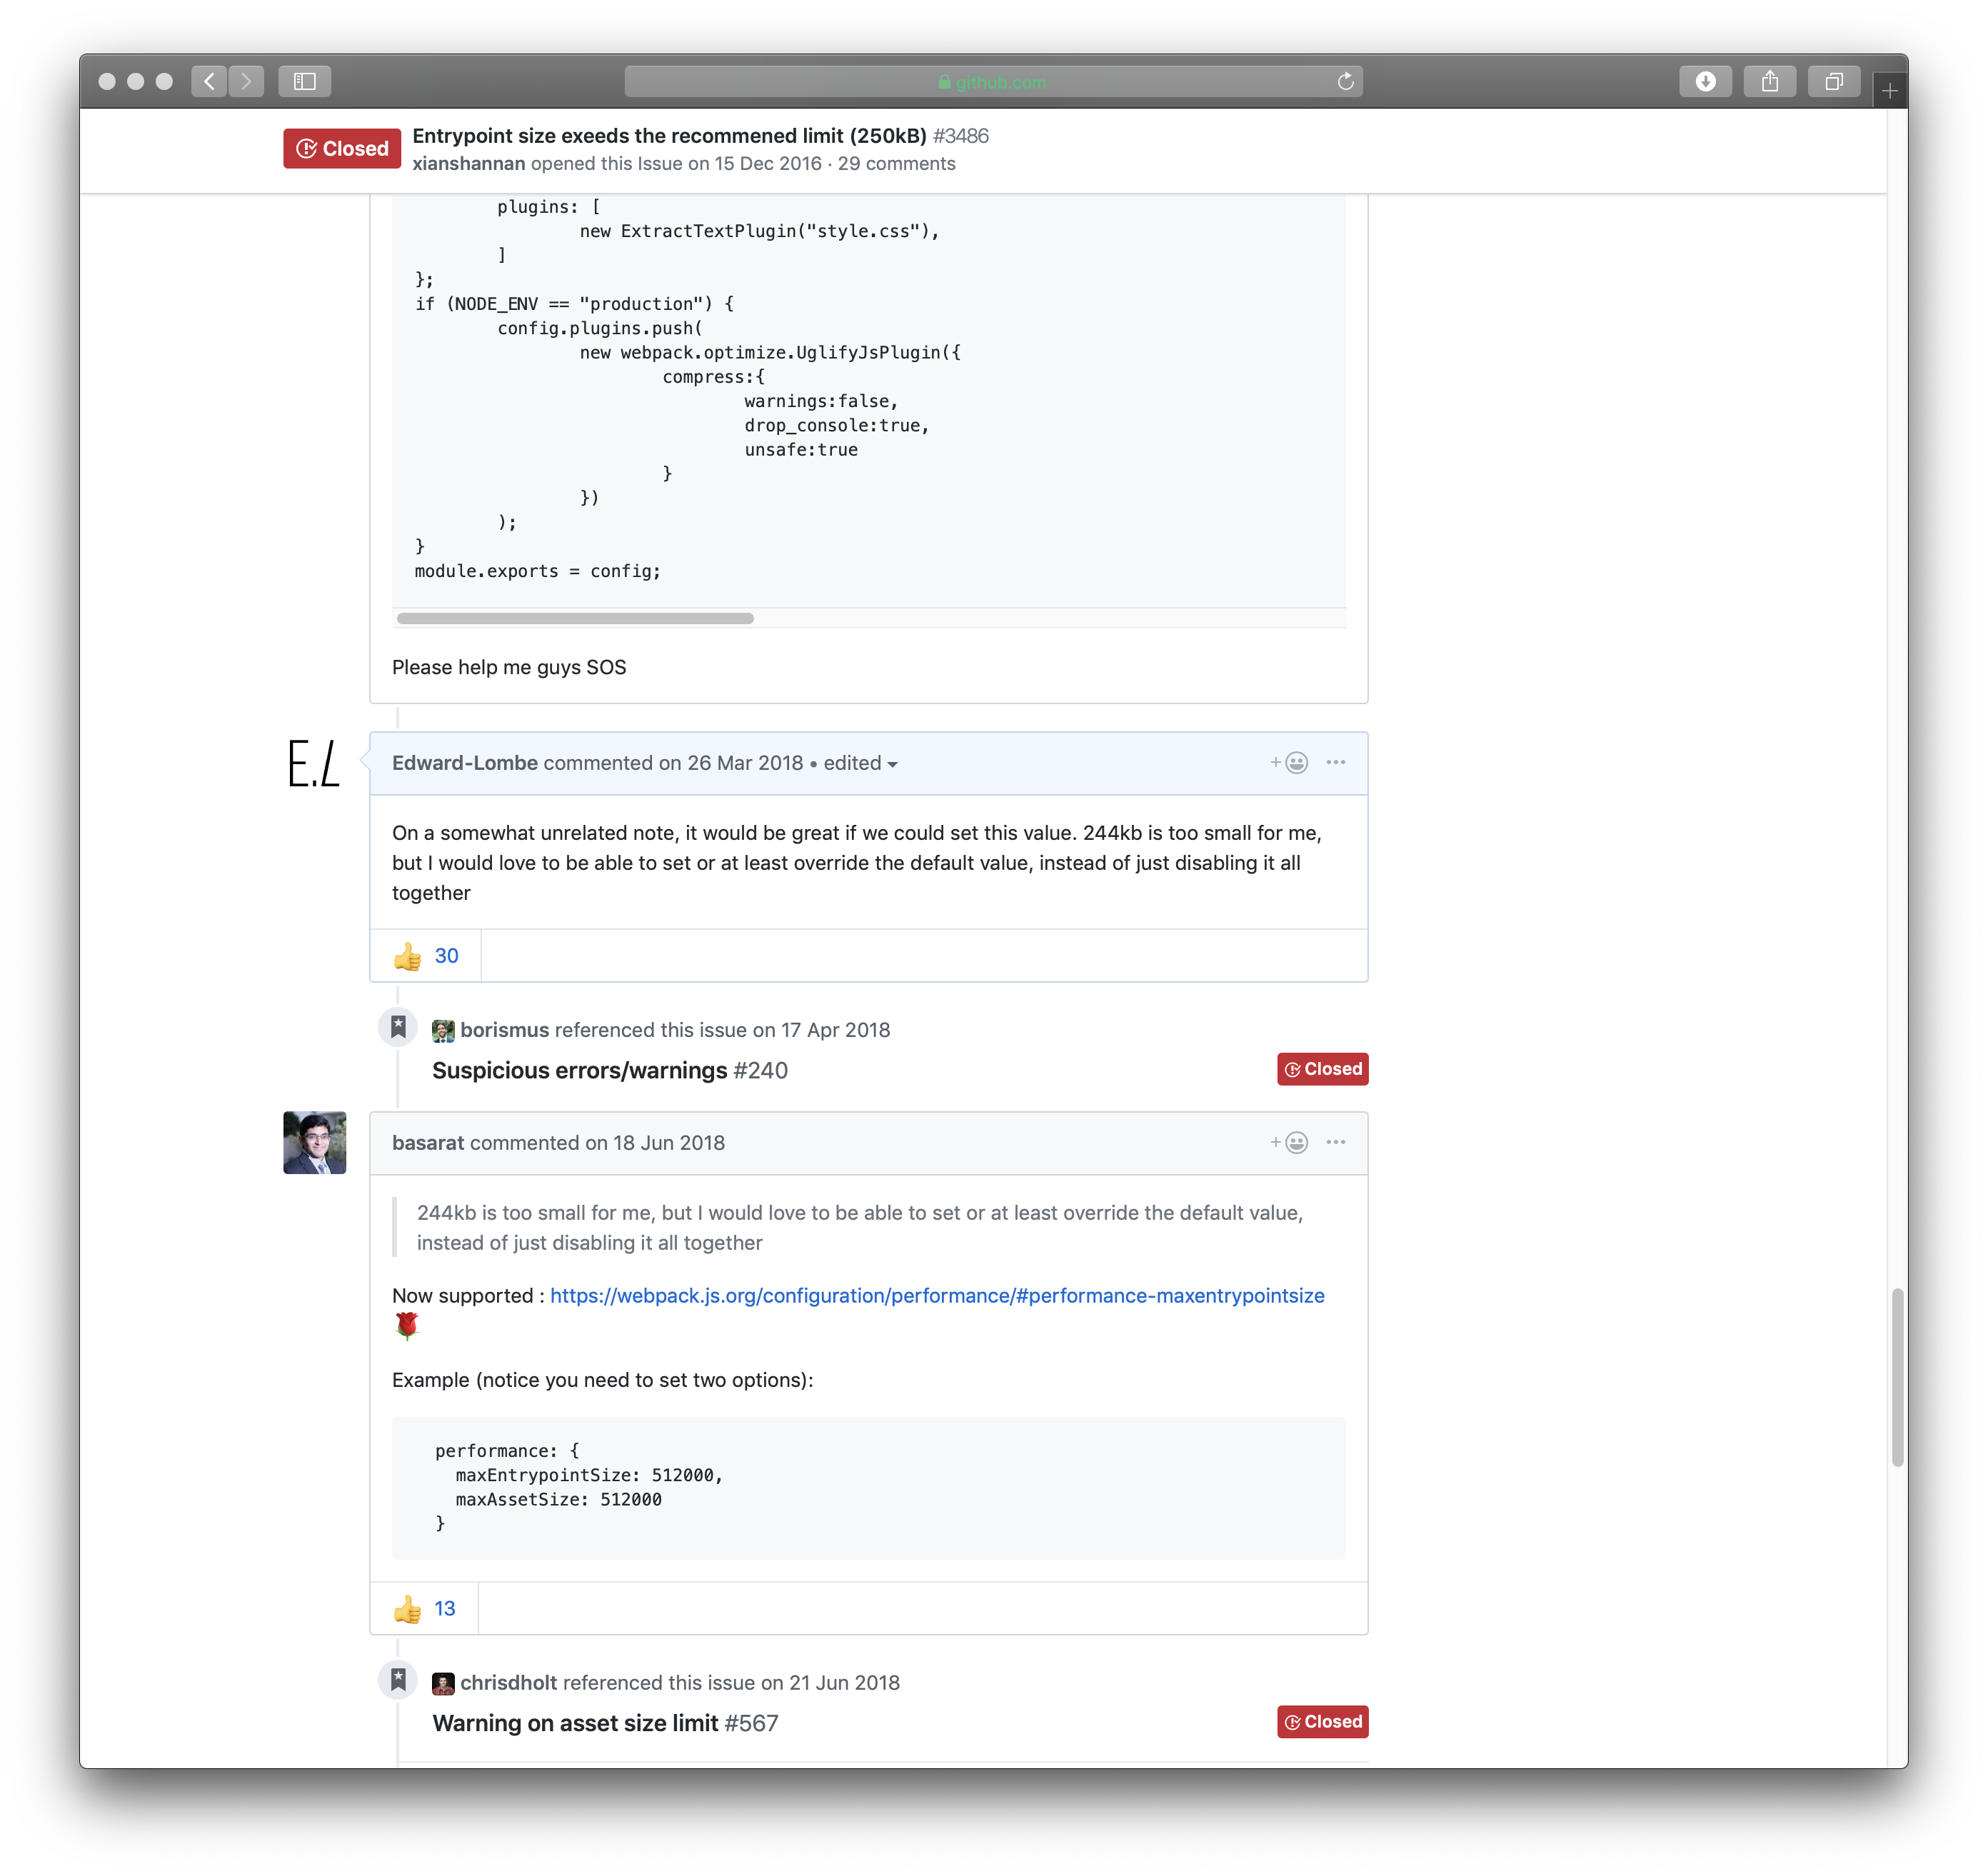 github.com
Closed
Entrypoint size exeeds the recommened limit (250kB) #3486
xianshannan opened this Issue on 15 Dec 2016 · 29 comments
plugins: [
new ExtractTextPlugin("style.css"),
]
};
if (NODE_ENV == "production") {
config.plugins.push(
new webpack.optimize.UglifyJsPlugin({
compress:{
warnings:false,
drop_console:true,
unsafe:true
}
})
);
}
module.exports = config;
Please help me guys SOS
E.L
Edward-Lombe commented on 26 Mar 2018 • edited
On a somewhat unrelated note, it would be great if we could set this value. 244kb is too small for me,
but I would love to be able to set or at least override the default value, instead of just disabling it all
together
👍 30
borismus referenced this issue on 17 Apr 2018
Suspicious errors/warnings #240
Closed
basarat commented on 18 Jun 2018
244kb is too small for me, but I would love to be able to set or at least override the default value,
instead of just disabling it all together
Now supported : https://webpack.js.org/configuration/performance/#performance-maxentrypointsize
🌹
Example (notice you need to set two options):
performance: {
maxEntrypointSize: 512000,
maxAssetSize: 512000
}
👍 13
chrisdholt referenced this issue on 21 Jun 2018
Warning on asset size limit #567
Closed